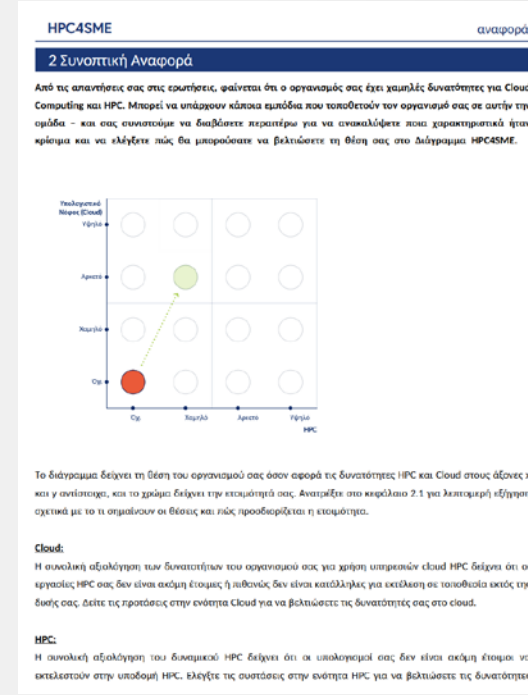 HPC4SME
αναφορά
2 Συνοπτική Αναφορά
Από τις απαντήσεις σας στις ερωτήσεις, φαίνεται ότι ο οργανισμός σας έχει χαμηλές δυνατότητες για Cloud
Computing και HPC. Μπορεί να υπάρχουν κάποια εμπόδια που τοποθετούν τον οργανισμό σας σε αυτήν την
ομάδα – και σας συνιστούμε να διαβάσετε περαιτέρω για να ανακαλύψετε ποια χαρακτηριστικά ήταν
κρίσιμα και να ελέγξετε πώς θα μπορούσατε να βελτιώσετε τη θέση σας στο Διάγραμμα HPC4SME.
Υπολογιστικό
Νέφος (Cloud)
Υψηλό
Αρκετό
Χαμηλό
Όχι
Όχι Χαμηλό Αρκετό Υψηλό
HPC
Το διάγραμμα δείχνει τη θέση του οργανισμού σας όσον αφορά τις δυνατότητες HPC και Cloud στους άξονες x
και y αντίστοιχα, και το χρώμα δείχνει την ετοιμότητά σας. Ανατρέξτε στο κεφάλαιο 2.1 για λεπτομερή εξήγηση
σχετικά με το τι σημαίνουν οι θέσεις και πώς προσδιορίζεται η ετοιμότητα.
Cloud:
Η συνολική αξιολόγηση των δυνατοτήτων του οργανισμού σας για χρήση υπηρεσιών cloud HPC δείχνει ότι οι
εργασίες HPC σας δεν είναι ακόμη έτοιμες ή πιθανώς δεν είναι κατάλληλες για εκτέλεση σε τοποθεσία εκτός της
δικής σας. Δείτε τις προτάσεις στην ενότητα Cloud για να βελτιώσετε τις δυνατότητές σας στο cloud.
HPC:
Η συνολική αξιολόγηση του δυναμικού HPC δείχνει ότι οι υπολογισμοί σας δεν είναι ακόμη έτοιμοι να
εκτελεστούν στην υποδομή HPC. Ελέγξτε τις συστάσεις στην ενότητα HPC για να βελτιώσετε τις δυνατότητες